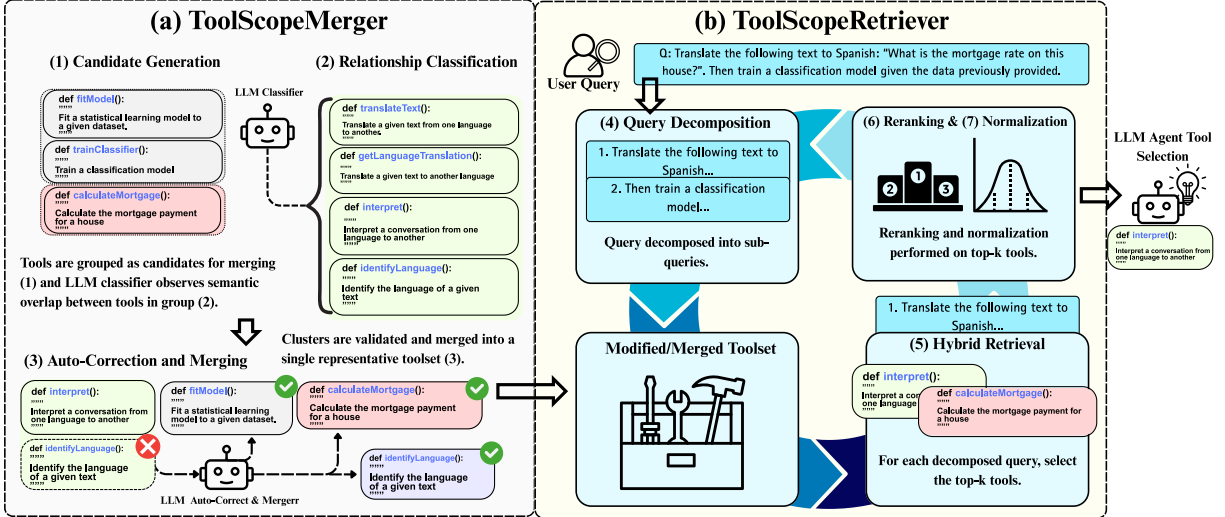 (a) ToolScopeMerger
(1) Candidate Generation
def fitModel():
"""
Fit a statistical learning model to
a given dataset.
"""
def trainClassifier():
"""
Train a classification model
"""
def calculateMortgage():
"""
Calculate the mortgage payment
for a house
"""
LLM Classifier
(2) Relationship Classification
def translateText():
"""
Translate a given text from one language
to another.
"""
def getLanguageTranslation():
"""
Translate a given text to another language
"""
def interpret():
"""
Interpret a conversation from one
language to another
"""
def identifyLanguage():
"""
Identify the language of a given
text
"""
Tools are grouped as candidates for merging
(1) and LLM classifier observes semantic
overlap between tools in group (2).
(3) Auto-Correction and Merging
Clusters are validated and merged into a
single representative toolset (3).
def interpret():
"""
Interpret a conversation from
one language to another
"""
def fitModel():
"""
Fit a statistical learning
model to a given dataset.
"""
def calculateMortgage():
"""
Calculate the mortgage payment
for a house
"""
def identifyLanguage():
"""
Identify the language
of a given text
"""
LLM Auto-Correct & Mergerr
def identifyLanguage():
"""
Identify the language
of a given text
"""
(b) ToolScopeRetriever
User Query
Q: Translate the following text to Spanish: "What is the mortgage rate on this
house?". Then train a classification model given the data previously provided.
(4) Query Decomposition
1. Translate the following text to
Spanish...
2. Then train a classification
model...
Query decomposed into sub-
queries.
Modified/Merged Toolset
(6) Reranking & (7) Normalization
2
1
3
Reranking and normalization
performed on top-k tools.
1. Translate the following text to
Spanish...
(5) Hybrid Retrieval
def interpret():
"""
Interpret a conversation
one language
"""
def calculateMortgage():
"""
Calculate the mortgage payment for
a house
"""
For each decomposed query, select
the top-k tools.
LLM Agent Tool
Selection
def interpret():
"""
Interpret a conversation from
one language to another
"""